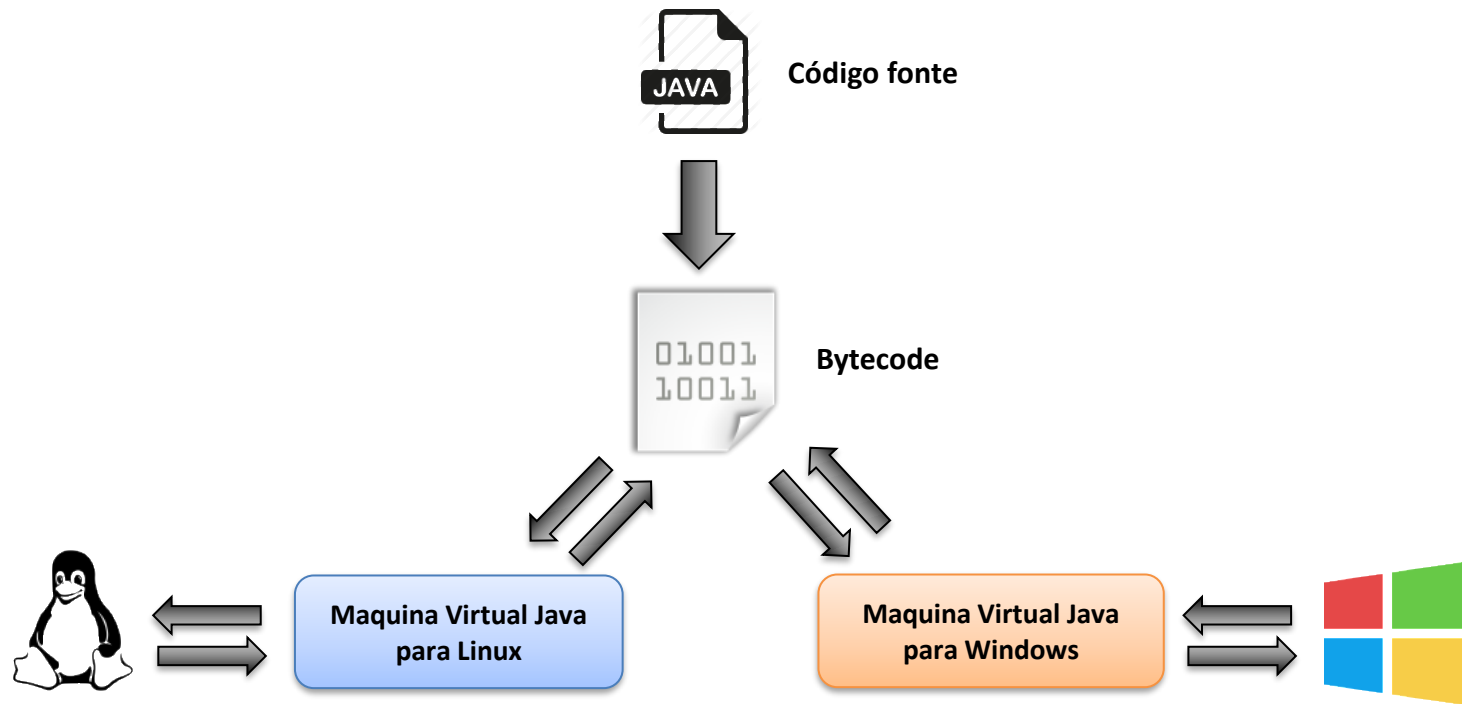 JAVA
Código fonte
01001
10011
Bytecode
Maquina Virtual Java
para Linux
Maquina Virtual Java
para Windows